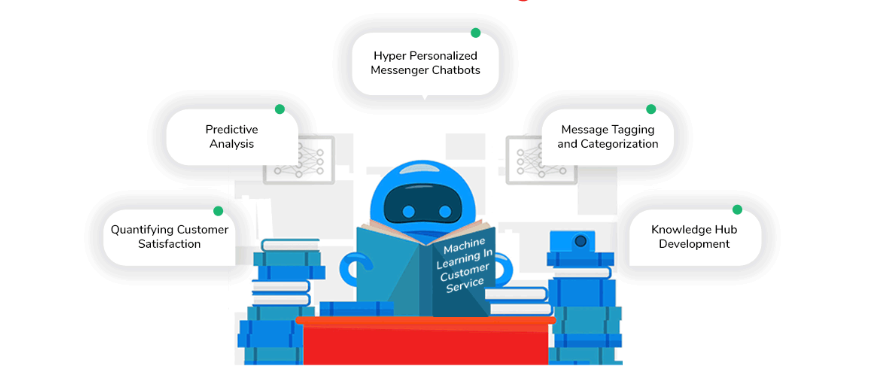 Hyper Personalized
Messenger Chatbots
Predictive
Analysis
Message Tagging
and Categorization
Quantifying Customer
Satisfaction
Knowledge Hub
Development
Machine
Learning In
Customer
Service